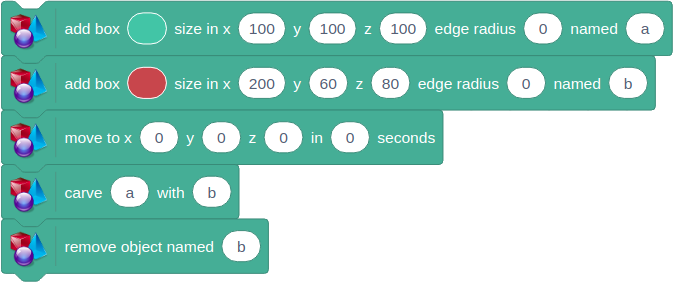 add box size in x 100 y 100 z 100 edge radius 0 named a
add box size in x 200 y 60 z 80 edge radius 0 named b
move to x 0 y 0 z 0 in 0 seconds
carve a with b
remove object named b